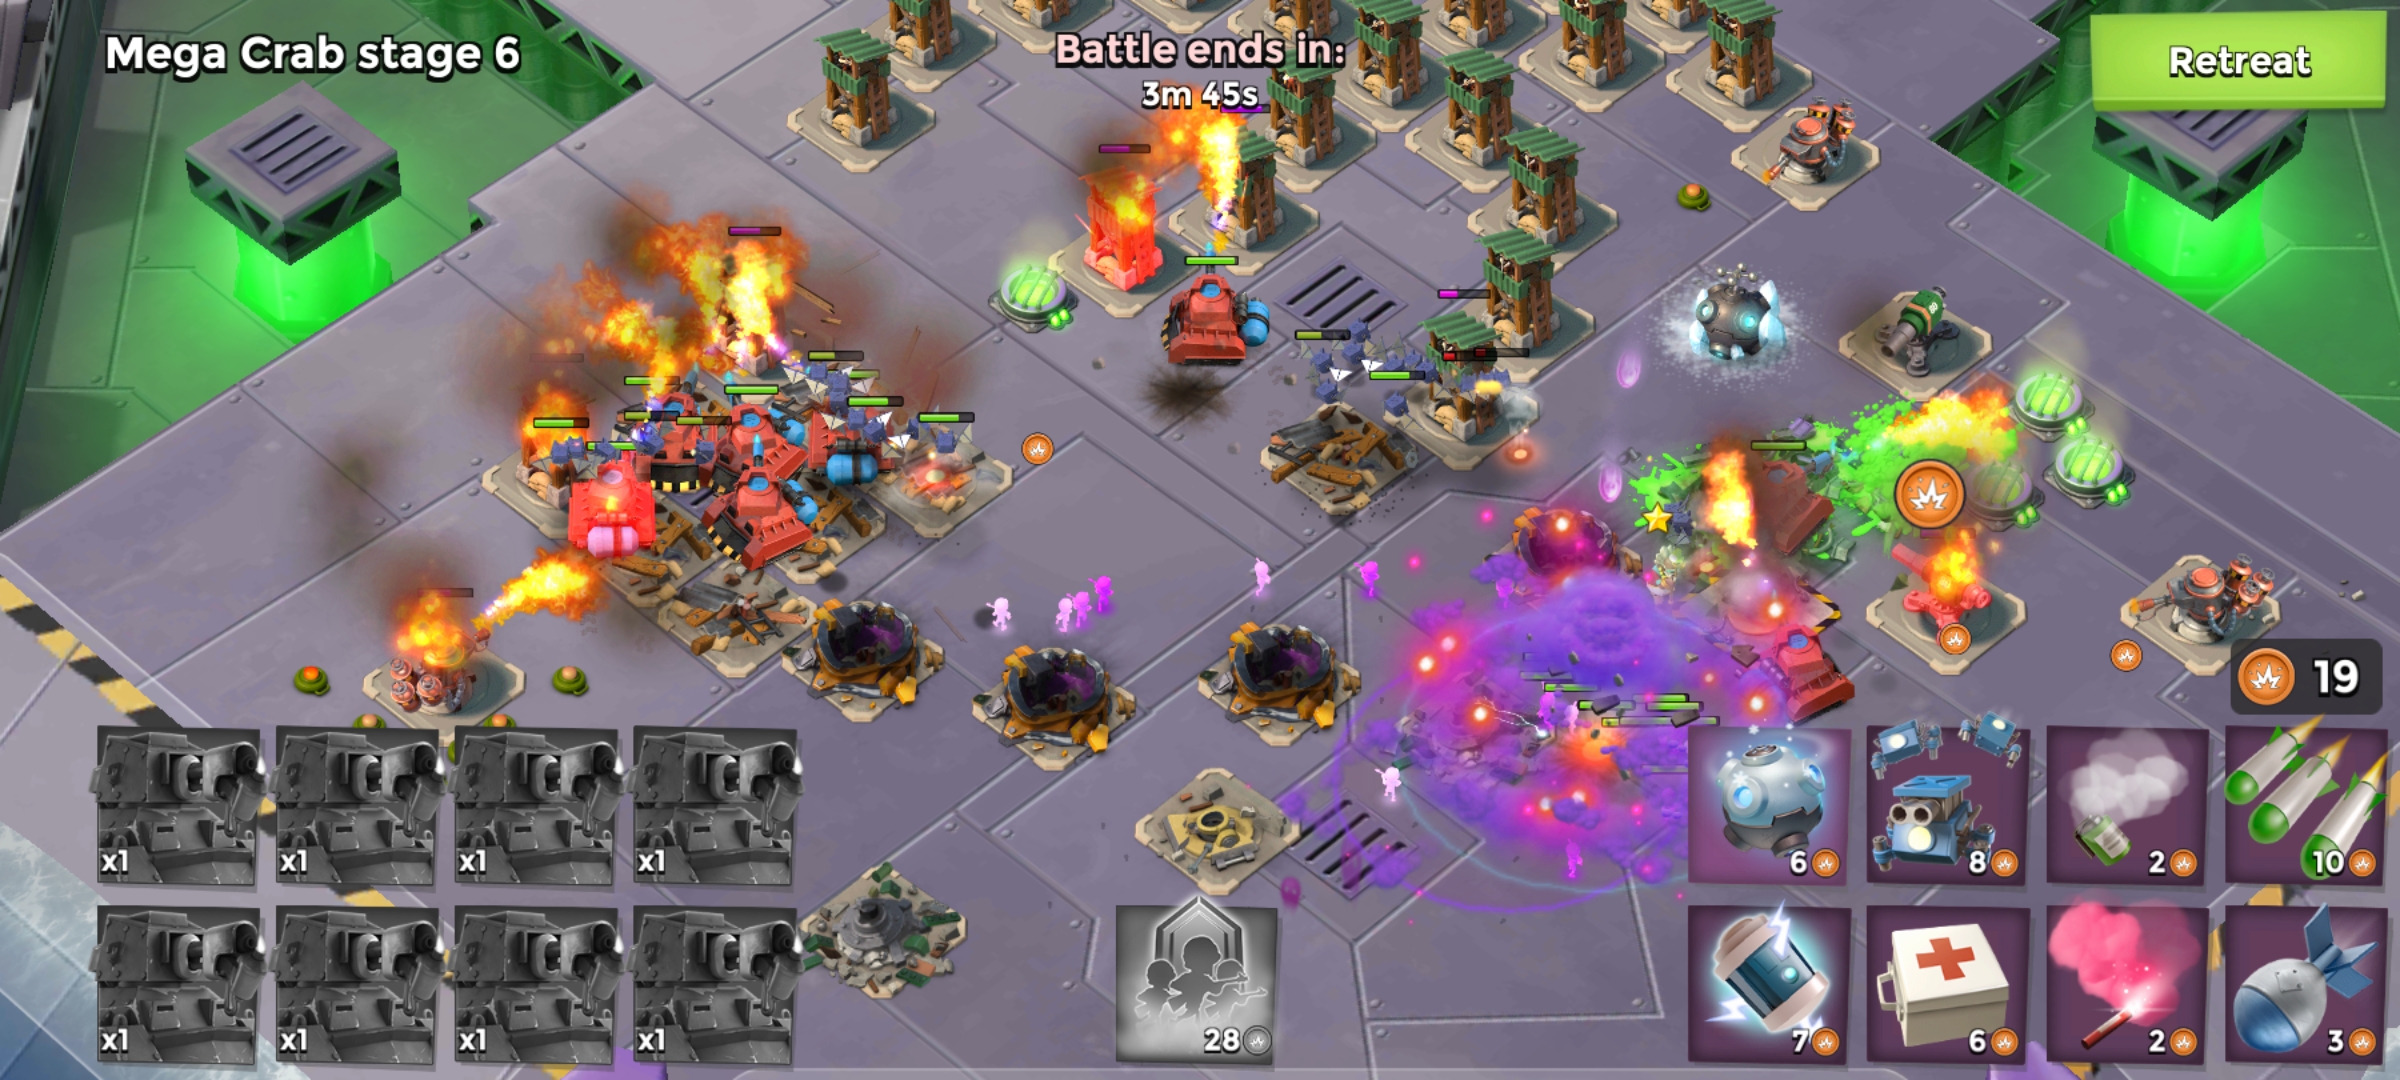 Mega Crab stage 6
Battle ends in:
3m 45s
Retreat
19
x1
x1
x1
x1
6
8
2
10
x1
x1
x1
x1
28
7
6
2
3